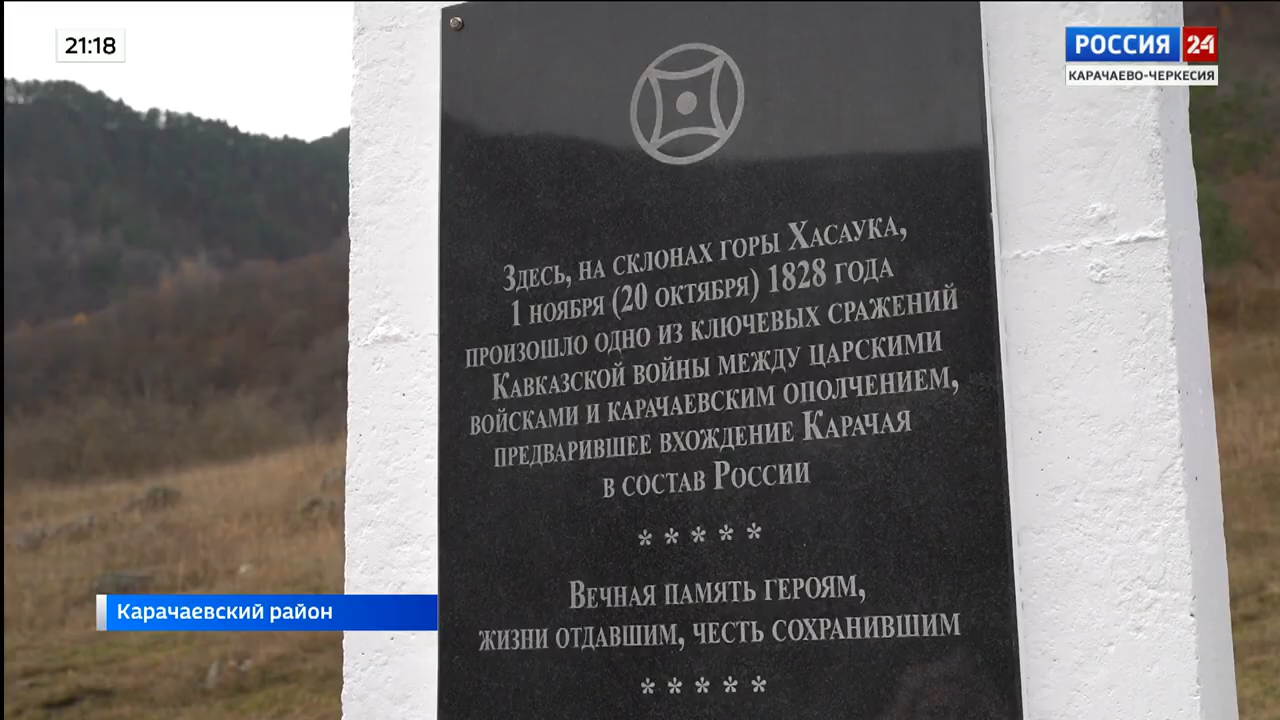 21:18
РОССИЯ 24
КАРАЧАЕВО-ЧЕРКЕСИЯ
Здесь, на склонах горы Хасаука,
1 ноября (20 октября) 1828 года
произошло одно из ключевых сражений
Кавказской войны между царскими
войсками и карачаевским ополчением,
предварившее вхождение Карачая
в состав России
* * * * *
Вечная память героям,
жизни отдавшим, честь сохранившим
* * * * *
Карачаевский район